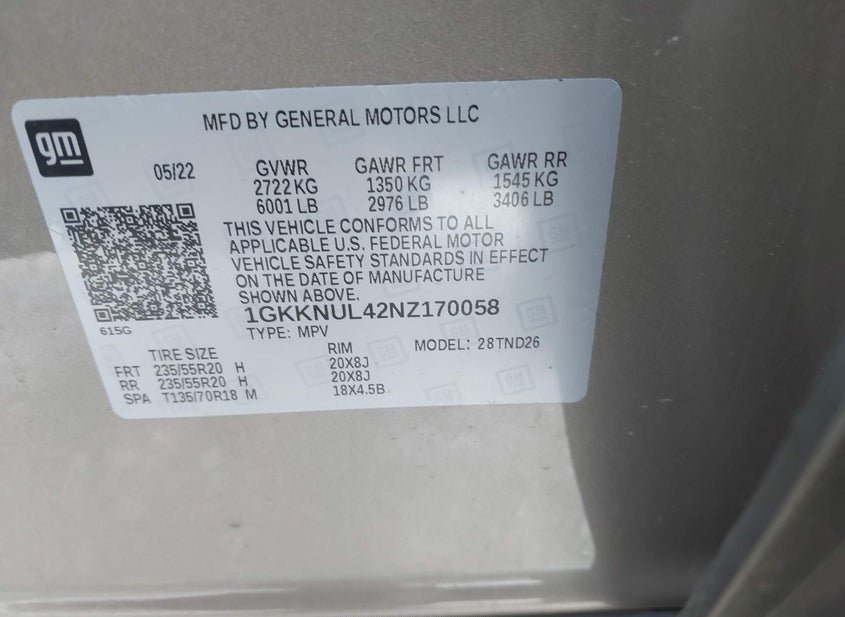 gm
MFD BY GENERAL MOTORS LLC
05/22 GVWR GAWR FRT GAWR RR
2722 KG 1350 KG 1545 KG
6001 LB 2976 LB 3406 LB
THIS VEHICLE CONFORMS TO ALL
APPLICABLE U.S. FEDERAL MOTOR
VEHICLE SAFETY STANDARDS IN EFFECT
ON THE DATE OF MANUFACTURE
SHOWN ABOVE.
615G 1GKKNUL42NZ170058
TYPE: MPV
TIRE SIZE RIM MODEL: 28TND26
FRT 235/55R20 H 20X8J
RR 235/55R20 H 20X8J
SPA T135/70R18 M 18X4.5B